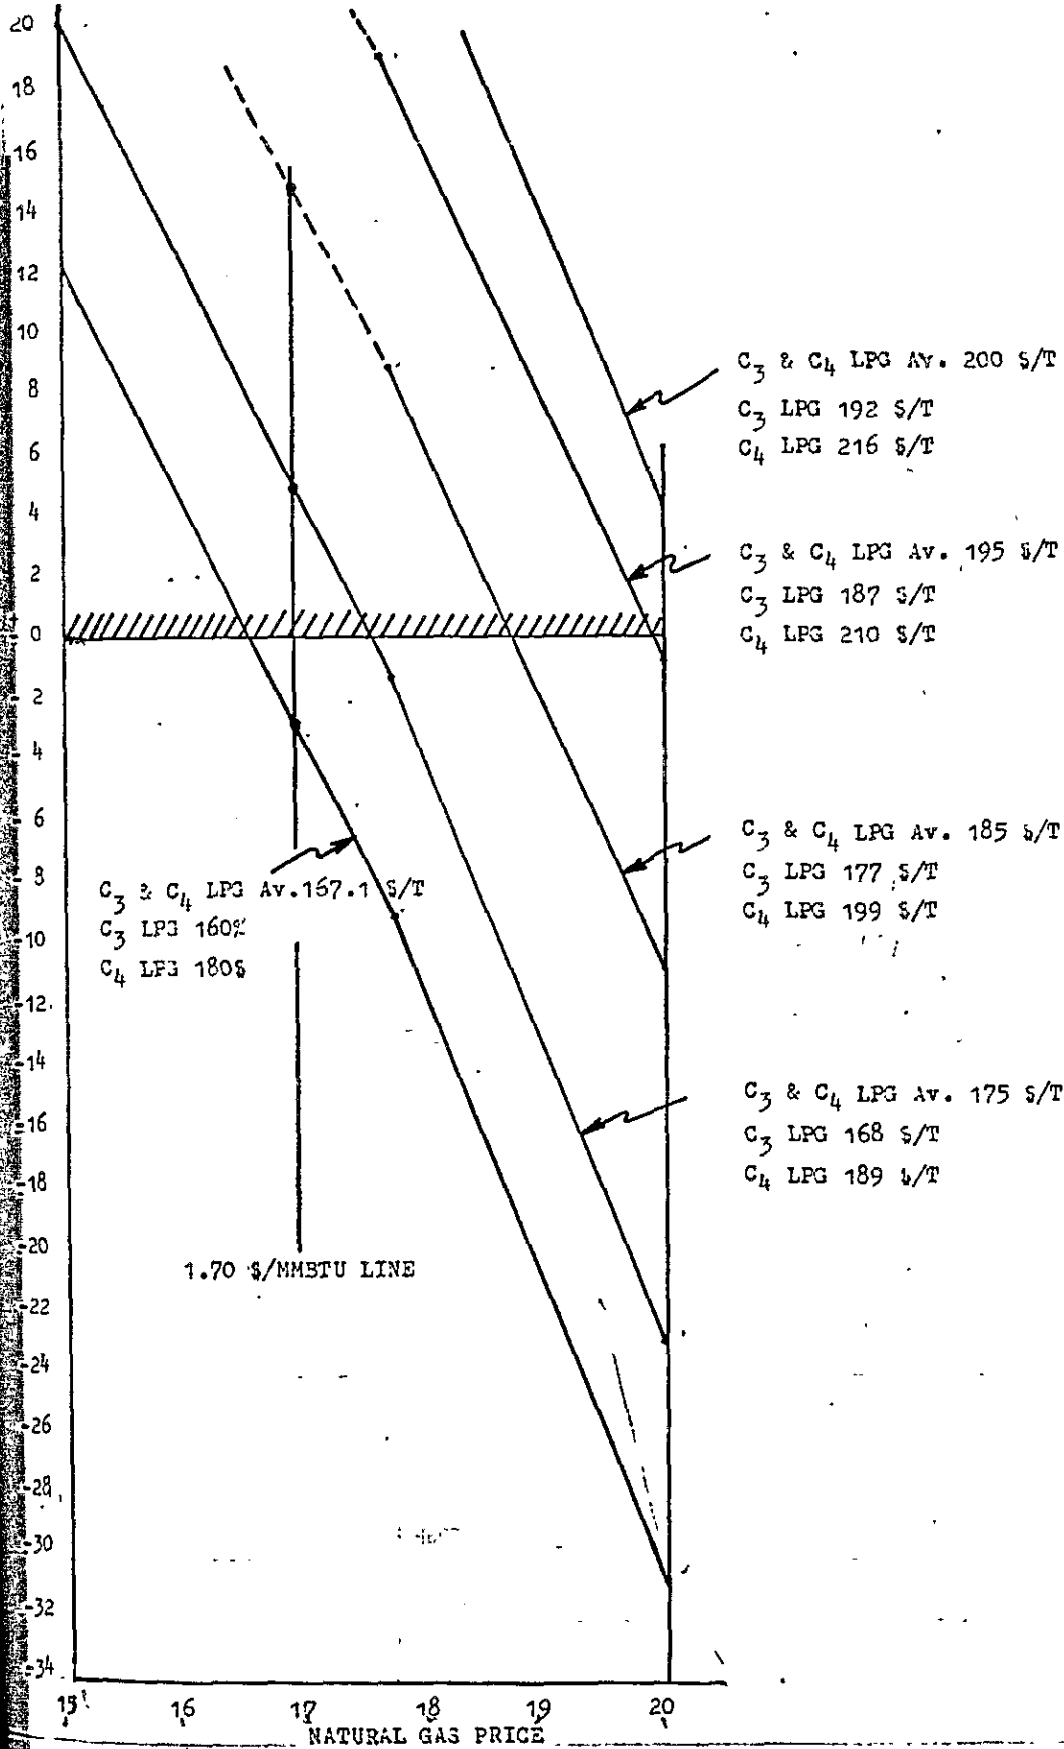 20
18
16
14
12
10
8
6
4
2
0
2
4
6
8
10
12
14
16
18
20
22
-24
-26
-28
-30
-32
-34
C3 & C4 LPG Av. 200 $/T
C3 LPG 192 $/T
C4 LPG 216 $/T
C3 & C4 LPG Av. 195 $/T
C3 LPG 187 $/T
C4 LPG 210 $/T
C3 & C4 LPG Av. 185 $/T
C3 LPG 177 $/T
C4 LPG 199 $/T
C3 & C4 LPG Av.167.1 $/T
C3 LPG 160$
C4 LPG 180$
C3 & C4 LPG Av. 175 $/T
C3 LPG 168 $/T
C4 LPG 189 $/T
1.70 $/MMBTU LINE
15 16 17 18 19 20
NATURAL GAS PRICE